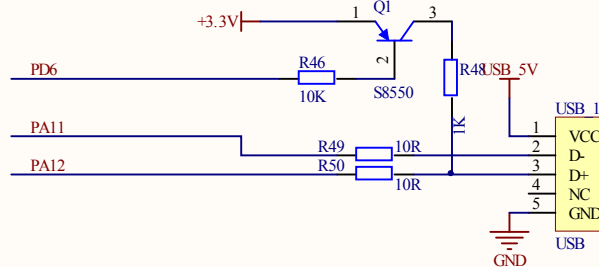 Q1
+3.3V
1
3
2
R48
USB_5V
PD6
R46
10K
S8550
1K
USB_1
PA11
R49
10R
1
VCC
2
D-
PA12
R50
10R
3
D+
4
NC
5
GND
USB
GND